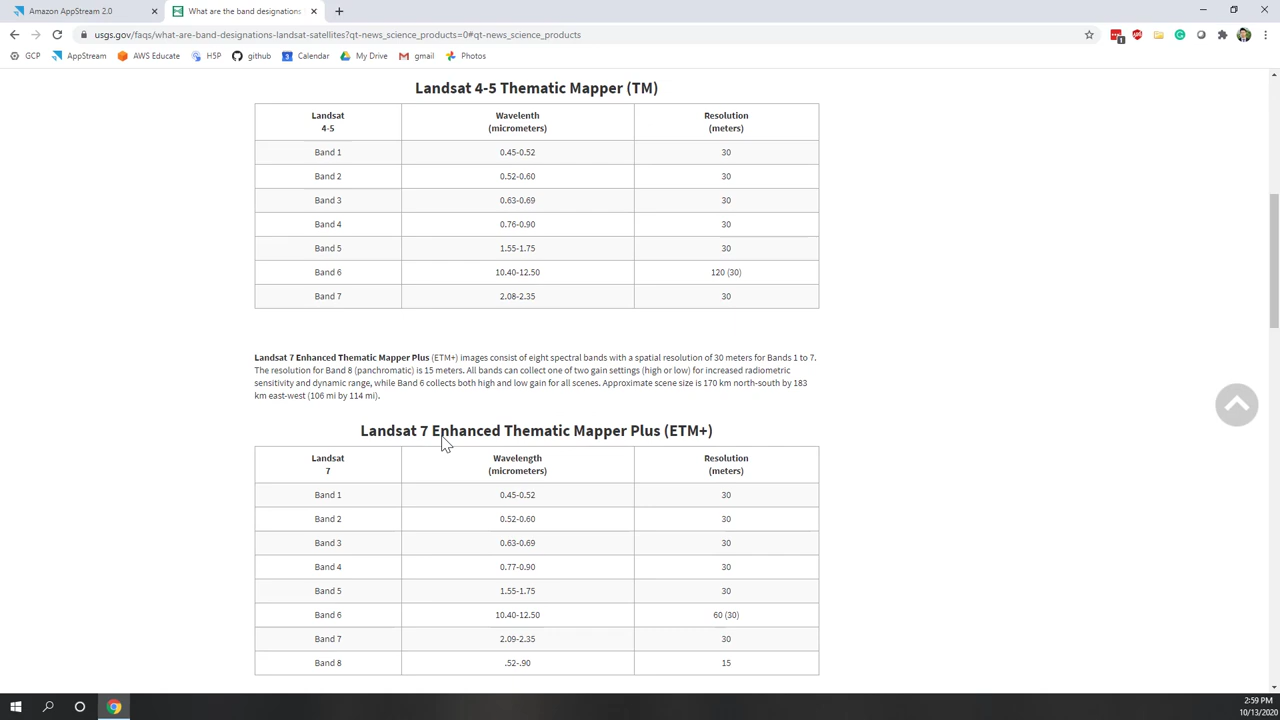 Amazon AppStream 2.0
What are the band designations
usgs.gov/faqs/what-are-band-designations-landsat-satellites?qt-news_science_products=0#qt-news_science_products
1
GCP AppStream AWS Educate H5P github 3 Calendar My Drive gmail Photos
Landsat 4-5 Thematic Mapper (TM)
Landsat Wavelenth Resolution
4-5 (micrometers) (meters)
Band 1 0.45-0.52 30
Band 2 0.52-0.60 30
Band 3 0.63-0.69 30
Band 4 0.76-0.90 30
Band 5 1.55-1.75 30
Band 6 10.40-12.50 120 (30)
Band 7 2.08-2.35 30
Landsat 7 Enhanced Thematic Mapper Plus (ETM+) images consist of eight spectral bands with a spatial resolution of 30 meters for Bands 1 to 7.
The resolution for Band 8 (panchromatic) is 15 meters. All bands can collect one of two gain settings (high or low) for increased radiometric
sensitivity and dynamic range, while Band 6 collects both high and low gain for all scenes. Approximate scene size is 170 km north-south by 183
km east-west (106 mi by 114 mi).
Landsat 7 Enhanced Thematic Mapper Plus (ETM+)
Landsat Wavelength Resolution
7 (micrometers) (meters)
Band 1 0.45-0.52 30
Band 2 0.52-0.60 30
Band 3 0.63-0.69 30
Band 4 0.77-0.90 30
Band 5 1.55-1.75 30
Band 6 10.40-12.50 60 (30)
Band 7 2.09-2.35 30
Band 8 .52-.90 15
2:59 PM
10/13/2020